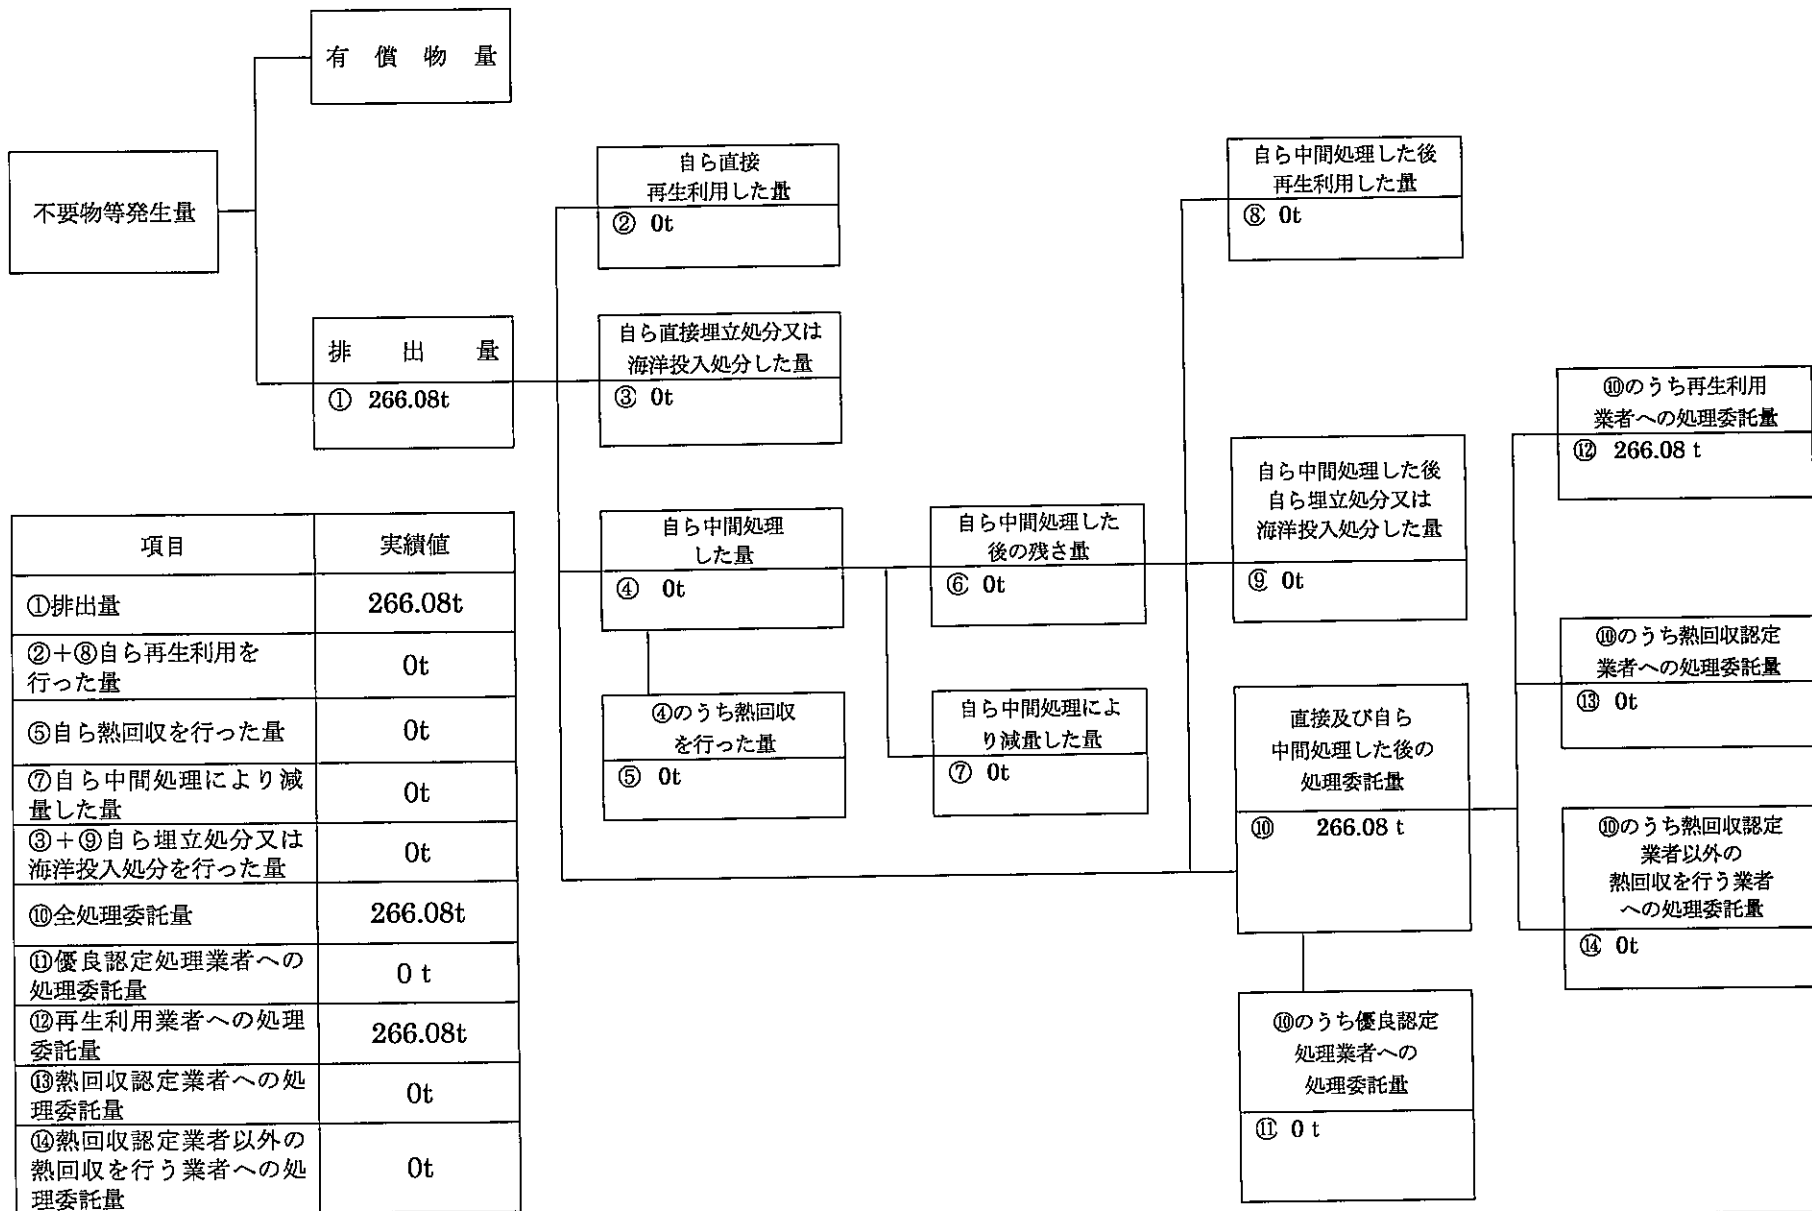 有償物量
不要物等発生量
排出量
① 266.08t
自ら直接
再生利用した量
② 0t
自ら直接埋立処分又は
海洋投入処分した量
③ 0t
自ら中間処理
した量
④ 0t
④のうち熱回収
を行った量
⑤ 0t
自ら中間処理した
後の残さ量
⑥ 0t
自ら中間処理によ
り減量した量
⑦ 0t
自ら中間処理した後
再生利用した量
⑧ 0t
自ら中間処理した後
自ら埋立処分又は
海洋投入処分した量
⑨ 0t
直接及び自ら
中間処理した後の
処理委託量
⑩ 266.08 t
⑩のうち優良認定
処理業者への
処理委託量
⑪ 0 t
⑩のうち再生利用
業者への処理委託量
⑫ 266.08 t
⑩のうち熱回収認定
業者への処理委託量
⑬ 0t
⑩のうち熱回収認定
業者以外の
熱回収を行う業者
への処理委託量
⑭ 0t
項目 実績値
①排出量 266.08t
②+⑧自ら再生利用を
行った量 0t
⑤自ら熱回収を行った量 0t
⑦自ら中間処理により減
量した量 0t
③+⑨自ら埋立処分又は
海洋投入処分を行った量 0t
⑩全処理委託量 266.08t
⑪優良認定処理業者への
処理委託量 0 t
⑫再生利用業者への処理
委託量 266.08t
⑬熱回収認定業者への処
理委託量 0t
⑭熱回収認定業者以外の
熱回収を行う業者への処
理委託量 0t